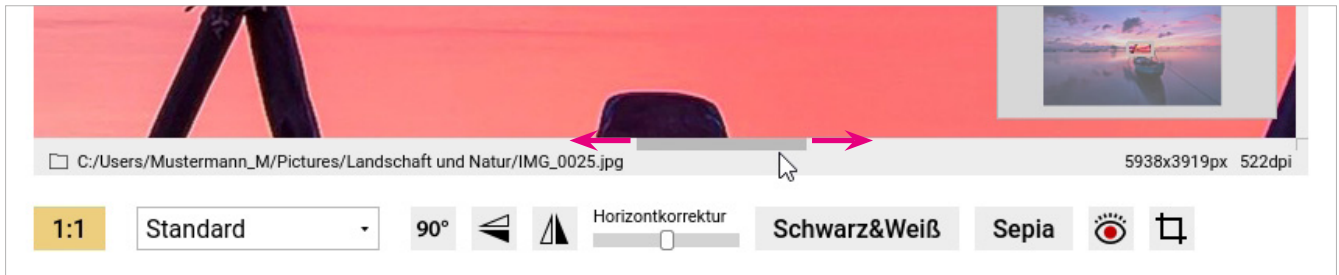 C:/Users/Mustermann_M/Pictures/Landschaft und Natur/IMG_0025.jpg 5938x3919px 522dpi
Horizontkorrektur
1:1 Standard 90° Schwarz&Weiß Sepia